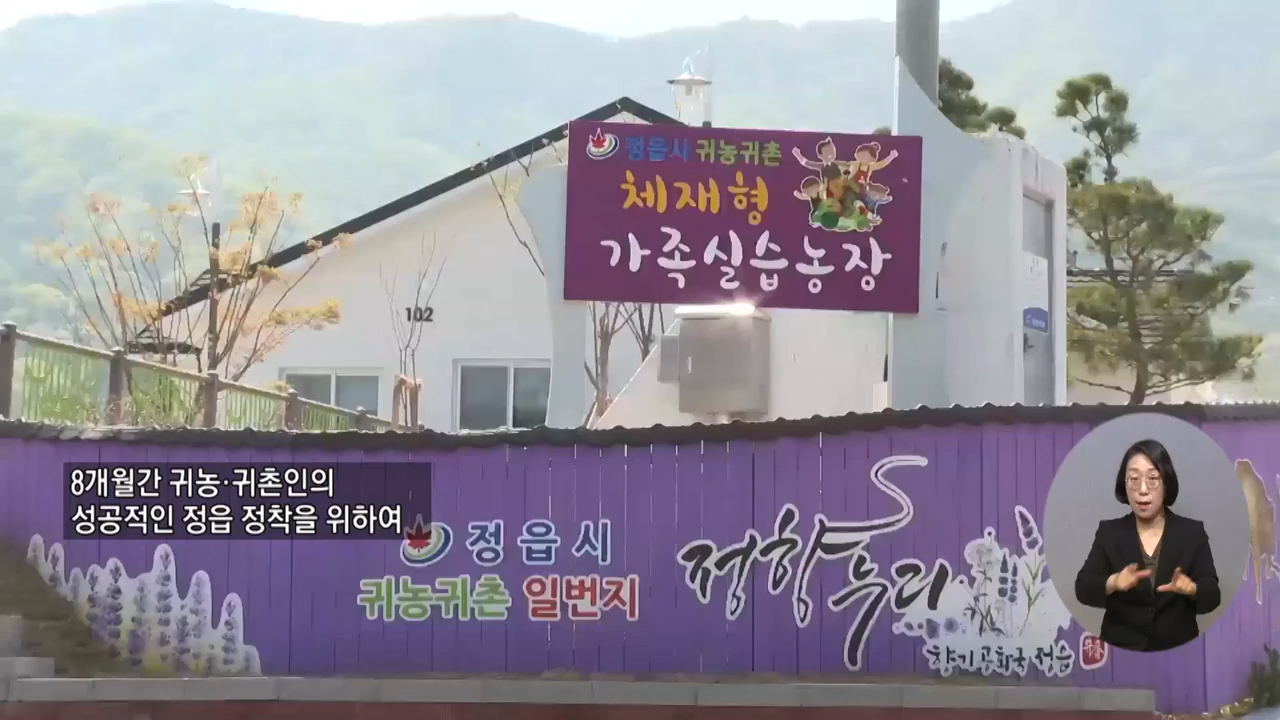 정읍시 귀농귀촌
체재형
가족실습농장
102
8개월간 귀농·귀촌인의
성공적인 정읍 정착을 위하여
정읍시
귀농귀촌 일번지
정향누리
향기공화국 정읍